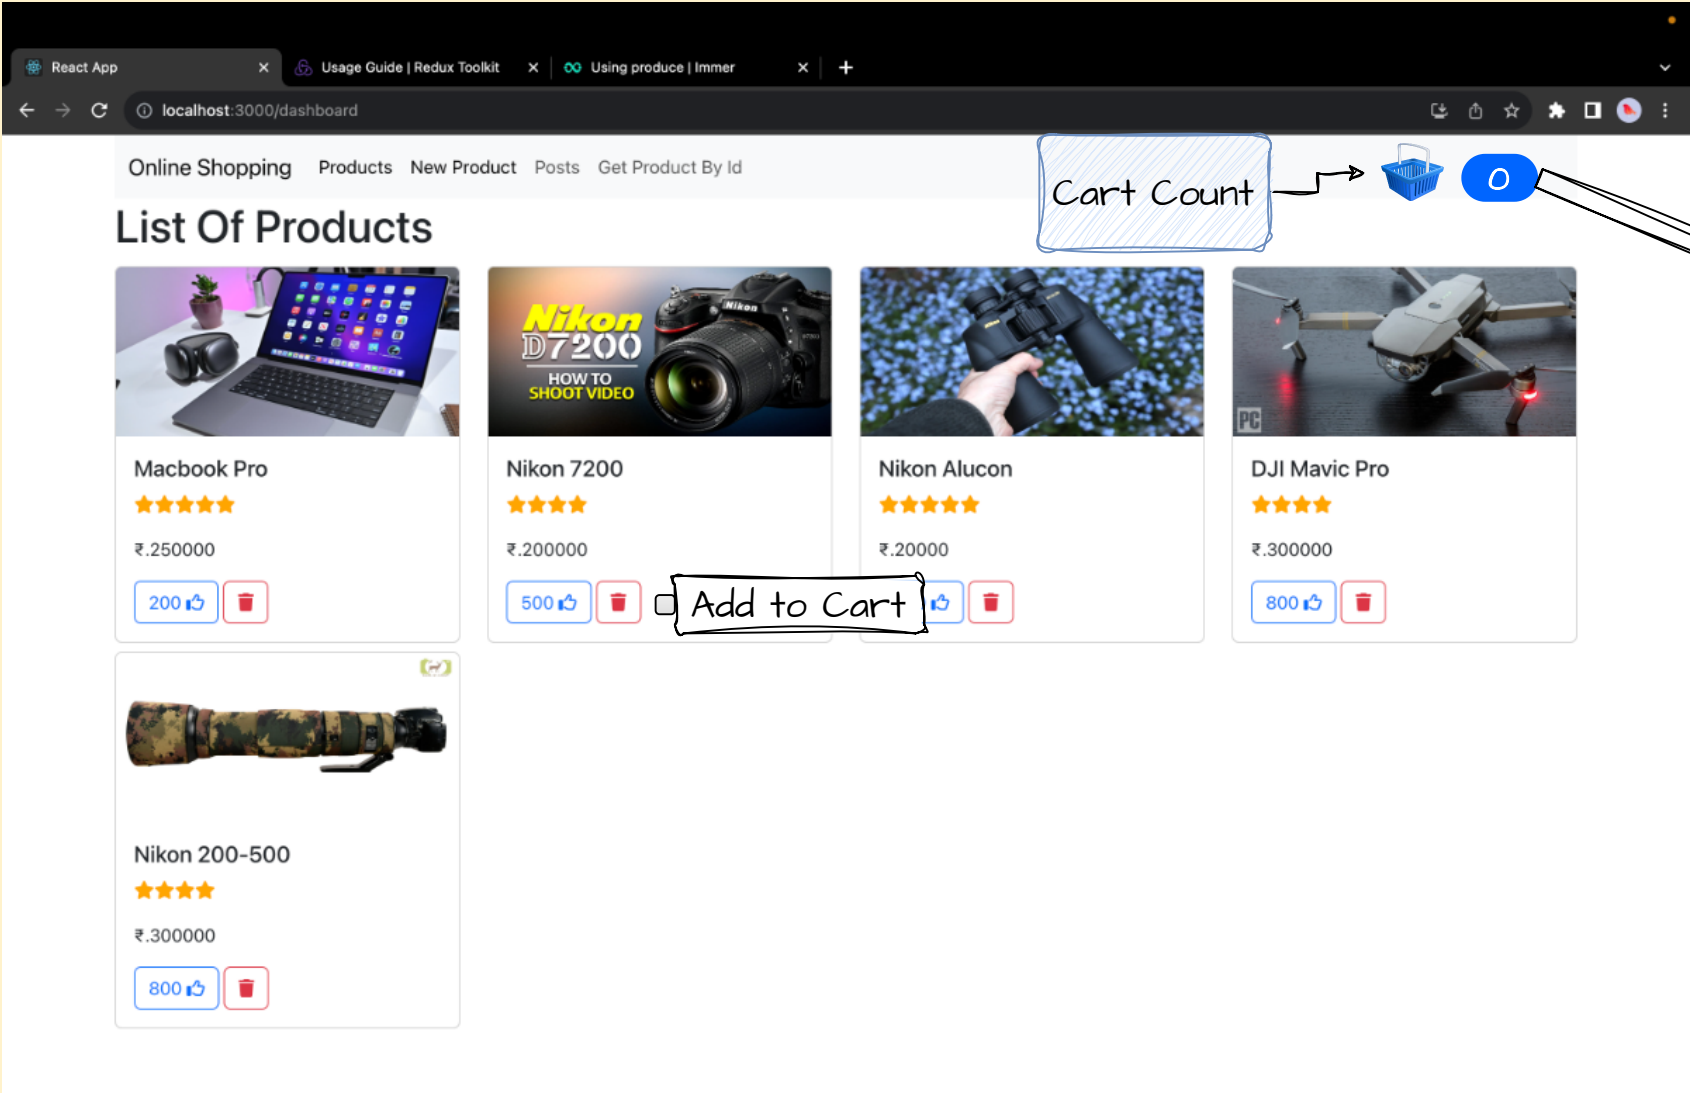 React App
Usage Guide | Redux Toolkit
Using produce | Immer
localhost:3000/dashboard
Online Shopping Products New Product Posts Get Product By Id
Cart Count
0
List Of Products
Nikon
D7200
HOW TO
SHOOT VIDEO
Nikon
PC
Macbook Pro
₹.250000
200
Nikon 7200
₹.200000
500
Add to Cart
Nikon Alucon
₹.20000
DJI Mavic Pro
₹.300000
800
Nikon 200-500
₹.300000
800